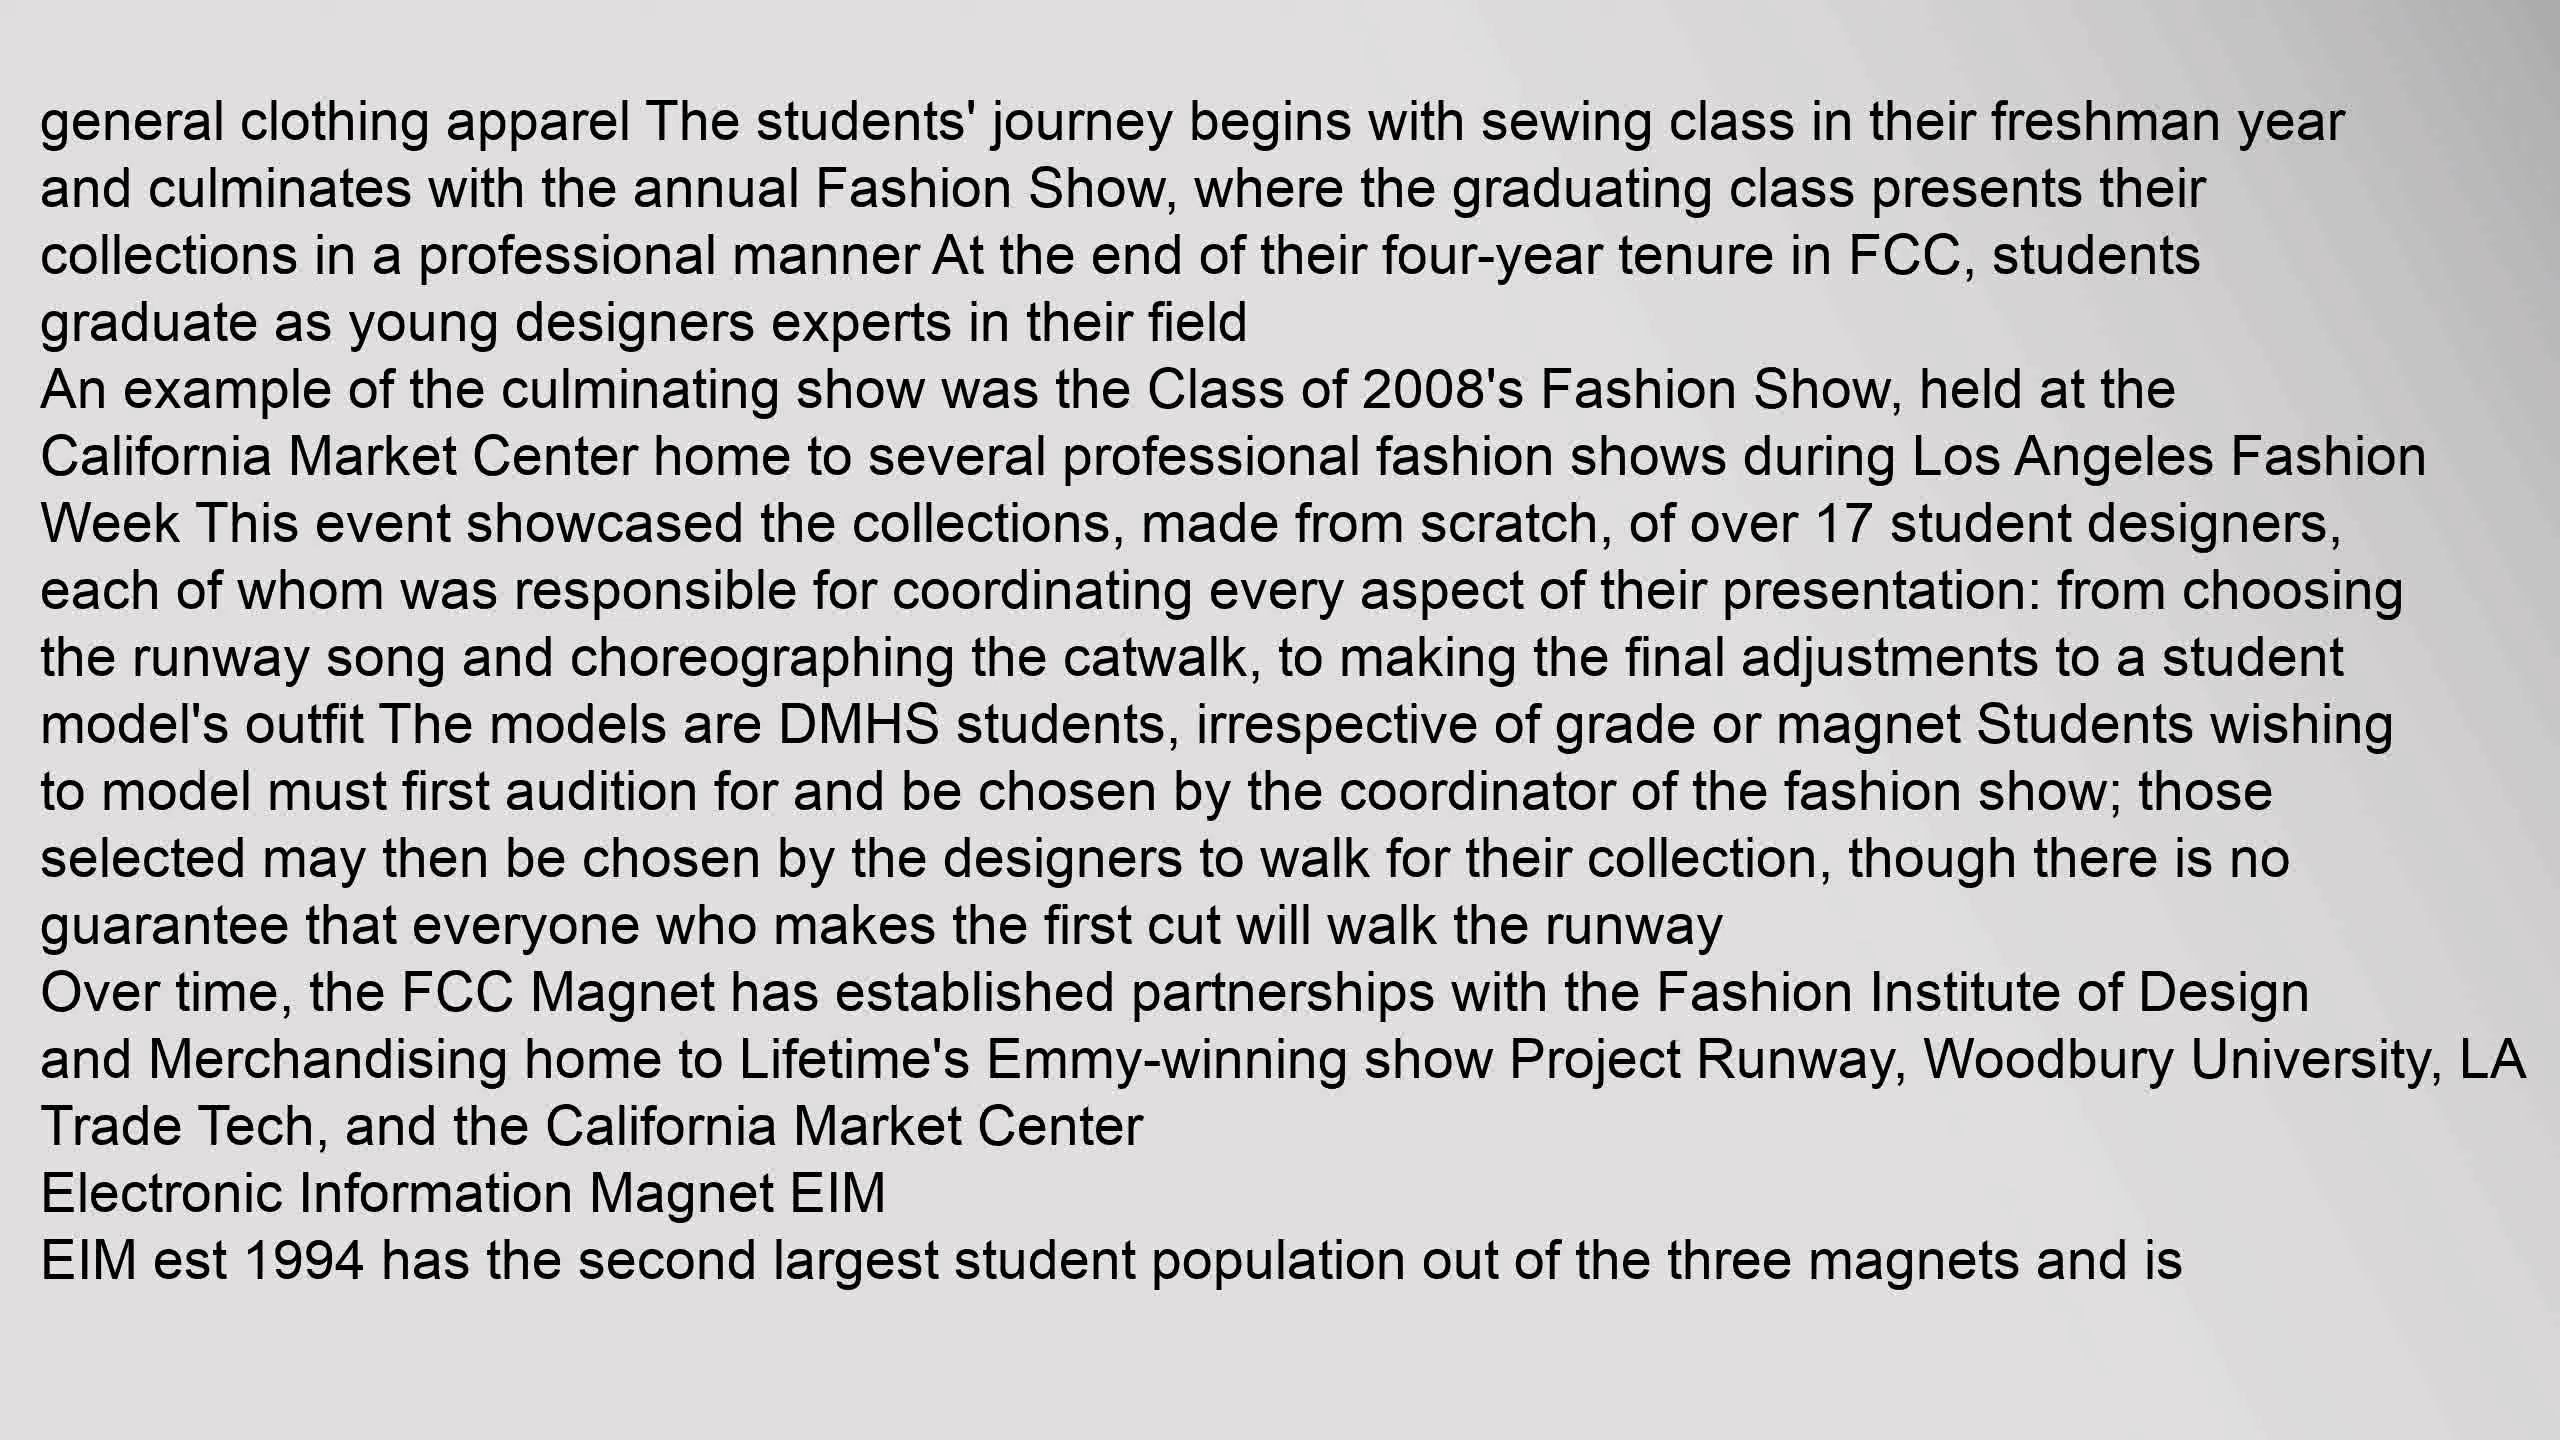 general clothing apparel The students' journey begins with sewing class in their freshman year
and culminates with the annual Fashion Show, where the graduating class presents their
collections in a professional manner At the end of their four-year tenure in FCC, students
graduate as young designers experts in their field
An example of the culminating show was the Class of 2008's Fashion Show, held at the
California Market Center home to several professional fashion shows during Los Angeles Fashion
Week This event showcased the collections, made from scratch, of over 17 student designers,
each of whom was responsible for coordinating every aspect of their presentation: from choosing
the runway song and choreographing the catwalk, to making the final adjustments to a student
model's outfit The models are DMHS students, irrespective of grade or magnet Students wishing
to model must first audition for and be chosen by the coordinator of the fashion show; those
selected may then be chosen by the designers to walk for their collection, though there is no
guarantee that everyone who makes the first cut will walk the runway
Over time, the FCC Magnet has established partnerships with the Fashion Institute of Design
and Merchandising home to Lifetime's Emmy-winning show Project Runway, Woodbury University, LA
Trade Tech, and the California Market Center
Electronic Information Magnet EIM
EIM est 1994 has the second largest student population out of the three magnets and is